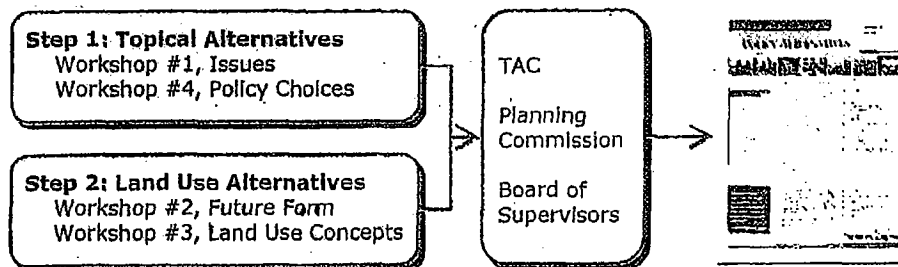 Step 1: Topical Alternatives
Workshop #1, Issues
Workshop #4, Policy Choices
Step 2: Land Use Alternatives
Workshop #2, Future Form
Workshop #3, Land Use Concepts
TAC
Planning
Commission
Board of
Supervisors